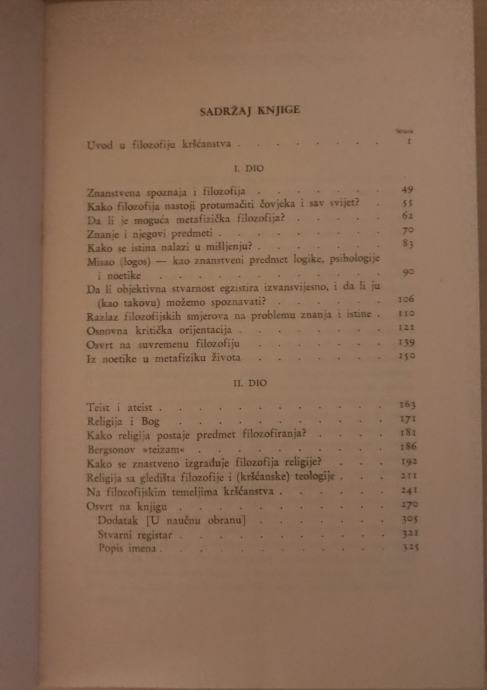 SADRŽAJ KNJIGE
Strana
Uvod u filozofiju kršćanstva . . . . . . . . 1
I. DIO
Znanstvena spoznaja i filozofija . . . . . . . 49
Kako filozofija nastoji protumačiti čovjeka i sav svijet? . 55
Da li je moguća metafizička filozofija? . . . . . 62
Znanje i njegovi predmeti . . . . . . . . . 70
Kako se istina nalazi u mišljenju? . . . . . . . 83
Misao (logos) — kao znanstveni predmet logike, psihologije
i noetike . . . . . . . . . . . 90
Da li objektivna stvarnost egzistira izvansvijesno, i da li ju
(kao takovu) možemo spoznavati? . . . . . . 106
Razlaz filozofijskih smjerova na problemu znanja i istine . 110
Osnovna kritička orijentacija . . . . . . . . 121
Osvrt na suvremenu filozofiju . . . . . . . . 139
Iz noetike u metafiziku života . . . . . . . . 150
II. DIO
Teist i ateist . . . . . . . . . . . 163
Religija i Bog . . . . . . . . . . . 171
Kako religija postaje predmet filozofiranja? . . . . 181
Bergsonov »teizam« . . . . . . . . . . 186
Kako se znastveno izgrađuje filozofija religije? . . . . 192
Religija sa gledišta filozofije i (kršćanske) teologije . . . 211
Na filozofijskim temeljima kršćanstva . . . . . . 241
Osvrt na knjigu . . . . . . . . . . . 270
Dodatak [U naučnu obranu] . . . . . . . 305
Stvarni registar . . . . . . . . . . 321
Popis imena . . . . . . . . . . . 325